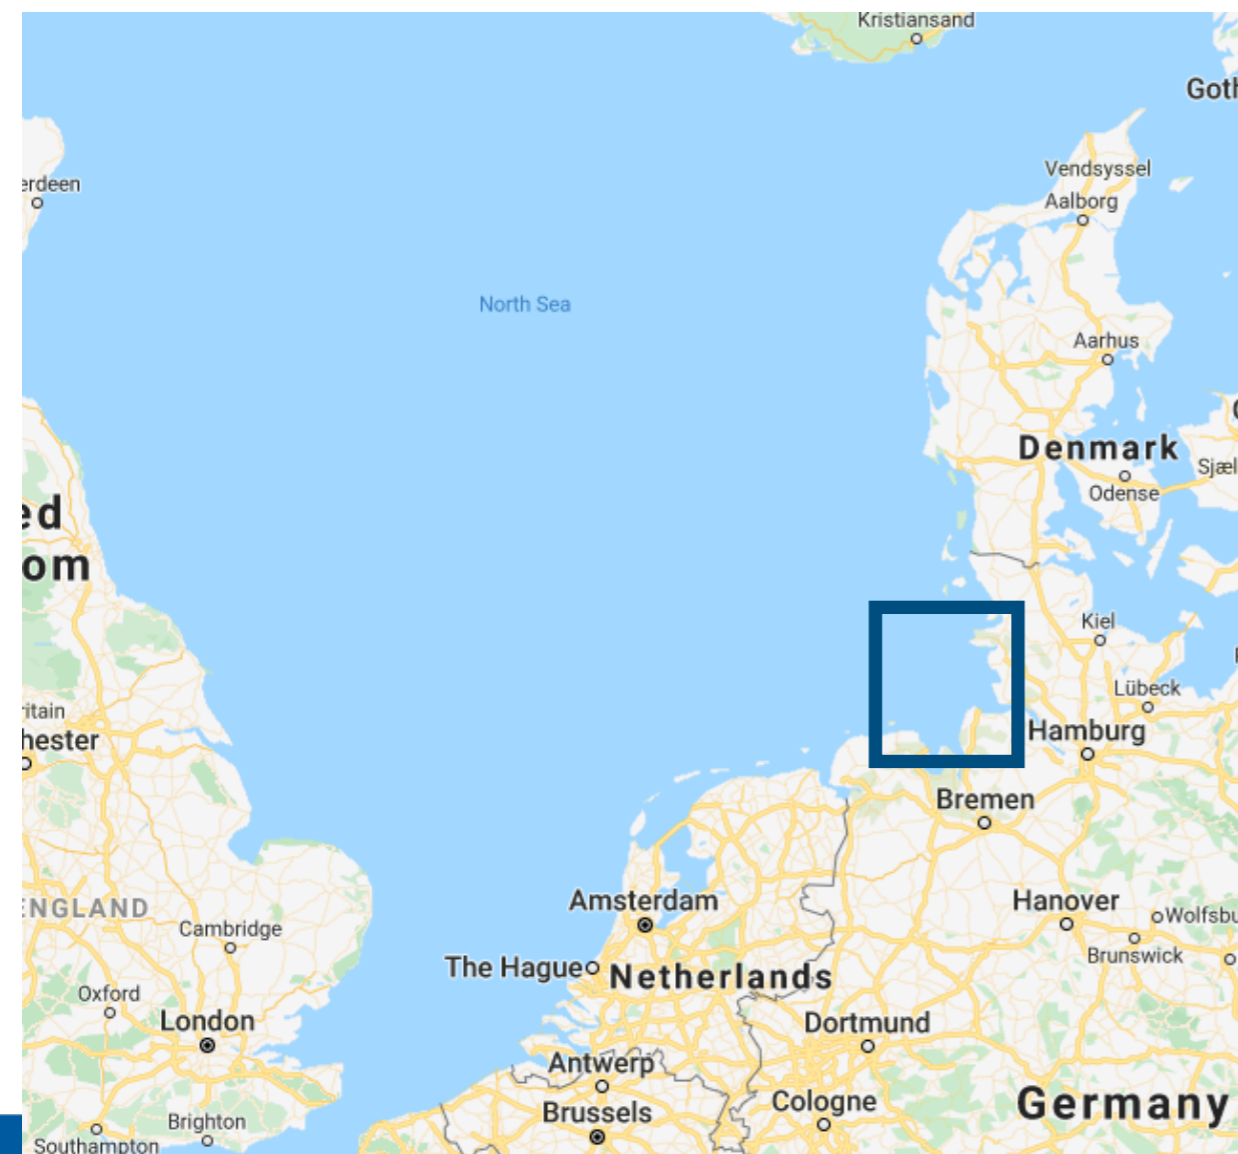 Kristiansand
Goth
Vendsyssel
erdeen
Aalborg
North Sea
Aarhus
Denmark
Sjæl
Odense
ed
om
Kiel
Lübeck
itain
Hamburg
hester
Bremen
Amsterdam
Hanover
ENGLAND
Wolfsbu
Cambridge
Brunswick
The Hague
Netherlands
Oxford
London
Dortmund
Antwerp
Cologne
Germany
Brussels
Brighton
Southampton